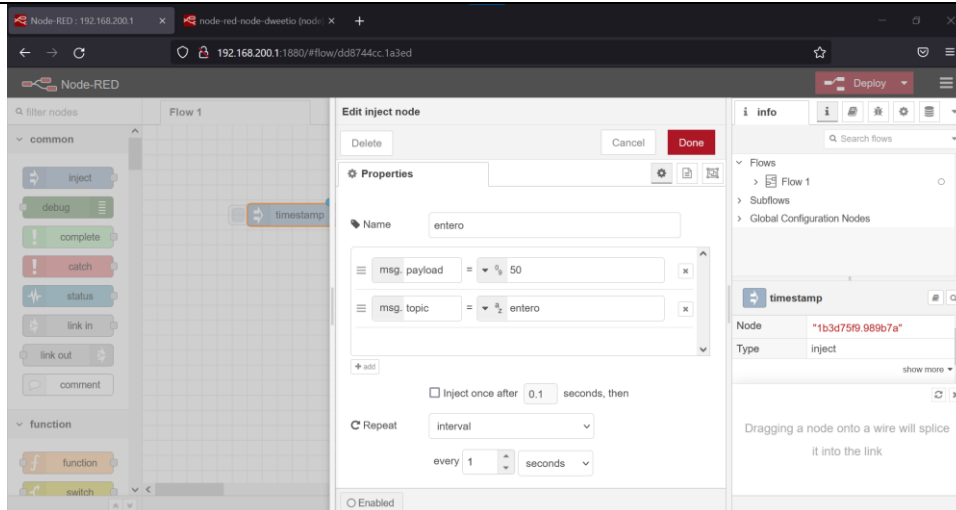 Node-RED : 192.168.200.1
node-red-node-dweetio (node)
192.168.200.1:1880/#flow/dd8744cc.1a3ed
Node-RED
Deploy
filter nodes
common
inject
debug
complete
catch
status
link in
link out
comment
function
function
switch
Flow 1
timestamp
Edit inject node
Delete
Cancel
Done
Properties
Name
entero
msg. payload
=
50
msg. topic
=
entero
add
Inject once after
0.1
seconds, then
Repeat
interval
every
1
seconds
Enabled
info
Search flows
Flows
Flow 1
Subflows
Global Configuration Nodes
timestamp
Node
"1b3d75f9.989b7a"
Type
inject
show more
Dragging a node onto a wire will splice
it into the link